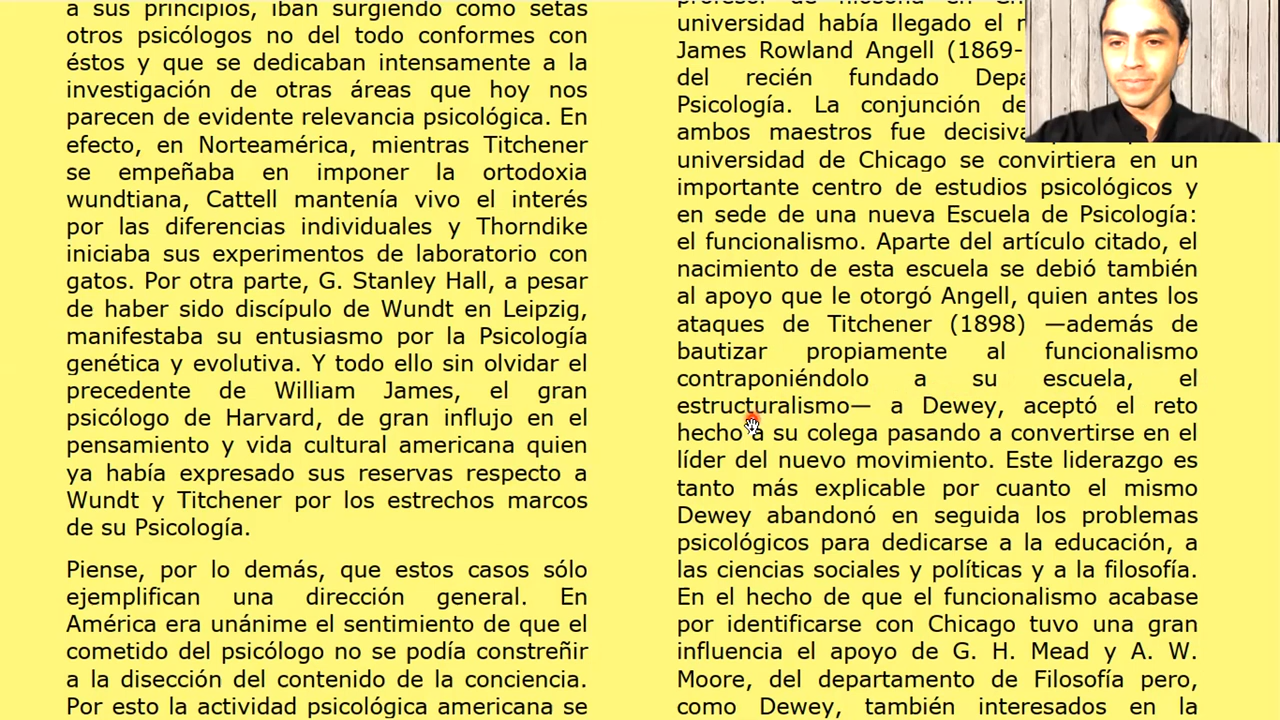 a sus principios, iban surgiendo como setas
otros psicólogos no del todo conformes con
éstos y que se dedicaban intensamente a la
investigación de otras áreas que hoy nos
parecen de evidente relevancia psicológica. En
efecto, en Norteamérica, mientras Titchener
se empeñaba en imponer la ortodoxia
wundtiana, Cattell mantenía vivo el interés
por las diferencias individuales y Thorndike
iniciaba sus experimentos de laboratorio con
gatos. Por otra parte, G. Stanley Hall, a pesar
de haber sido discípulo de Wundt en Leipzig,
manifestaba su entusiasmo por la Psicología
genética y evolutiva. Y todo ello sin olvidar el
precedente de William James, el gran
psicólogo de Harvard, de gran influjo en el
pensamiento y vida cultural americana quien
ya había expresado sus reservas respecto a
Wundt y Titchener por los estrechos marcos
de su Psicología.
Piense, por lo demás, que estos casos sólo
ejemplifican una dirección general. En
América era unánime el sentimiento de que el
cometido del psicólogo no se podía constreñir
a la disección del contenido de la conciencia.
Por esto la actividad psicológica americana se
profesor de filosofía en
universidad había llegado el
James Rowland Angell (1869-
del recién fundado
Psicología. La conjunción de
ambos maestros fue decisiva
universidad de Chicago se convirtiera en un
importante centro de estudios psicológicos y
en sede de una nueva Escuela de Psicología:
el funcionalismo. Aparte del artículo citado, el
nacimiento de esta escuela se debió también
al apoyo que le otorgó Angell, quien antes los
ataques de Titchener (1898) —además de
bautizar propiamente al funcionalismo
contraponiéndolo a su escuela, el
estructuralismo— a Dewey, aceptó el reto
hecho a su colega pasando a convertirse en el
líder del nuevo movimiento. Este liderazgo es
tanto más explicable por cuanto el mismo
Dewey abandonó en seguida los problemas
psicológicos para dedicarse a la educación, a
las ciencias sociales y políticas y a la filosofía.
En el hecho de que el funcionalismo acabase
por identificarse con Chicago tuvo una gran
influencia el apoyo de G. H. Mead y A. W.
Moore, del departamento de Filosofía pero,
como Dewey, también interesados en la